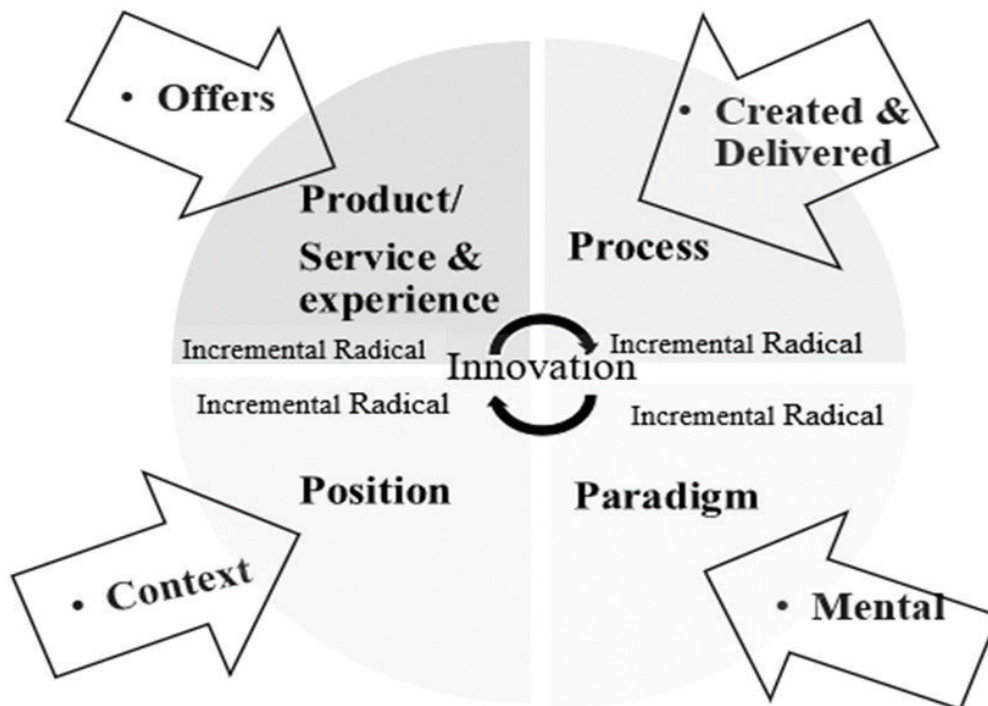 • Offers
• Created &
Delivered
Product/
Service &
experience
Process
Incremental Radical
Incremental Radical
Innovation
Incremental Radical
Incremental Radical
Position
Paradigm
• Context
• Mental